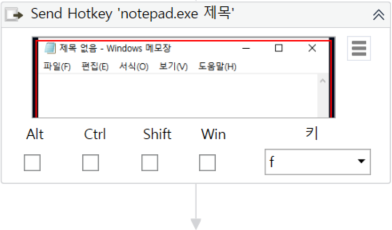 Send Hotkey 'notepad.exe 제목'
제목 없음 - Windows 메모장
파일(F) 편집(E) 서식(O) 보기(V) 도움말(H)
Alt Ctrl Shift Win 키
f